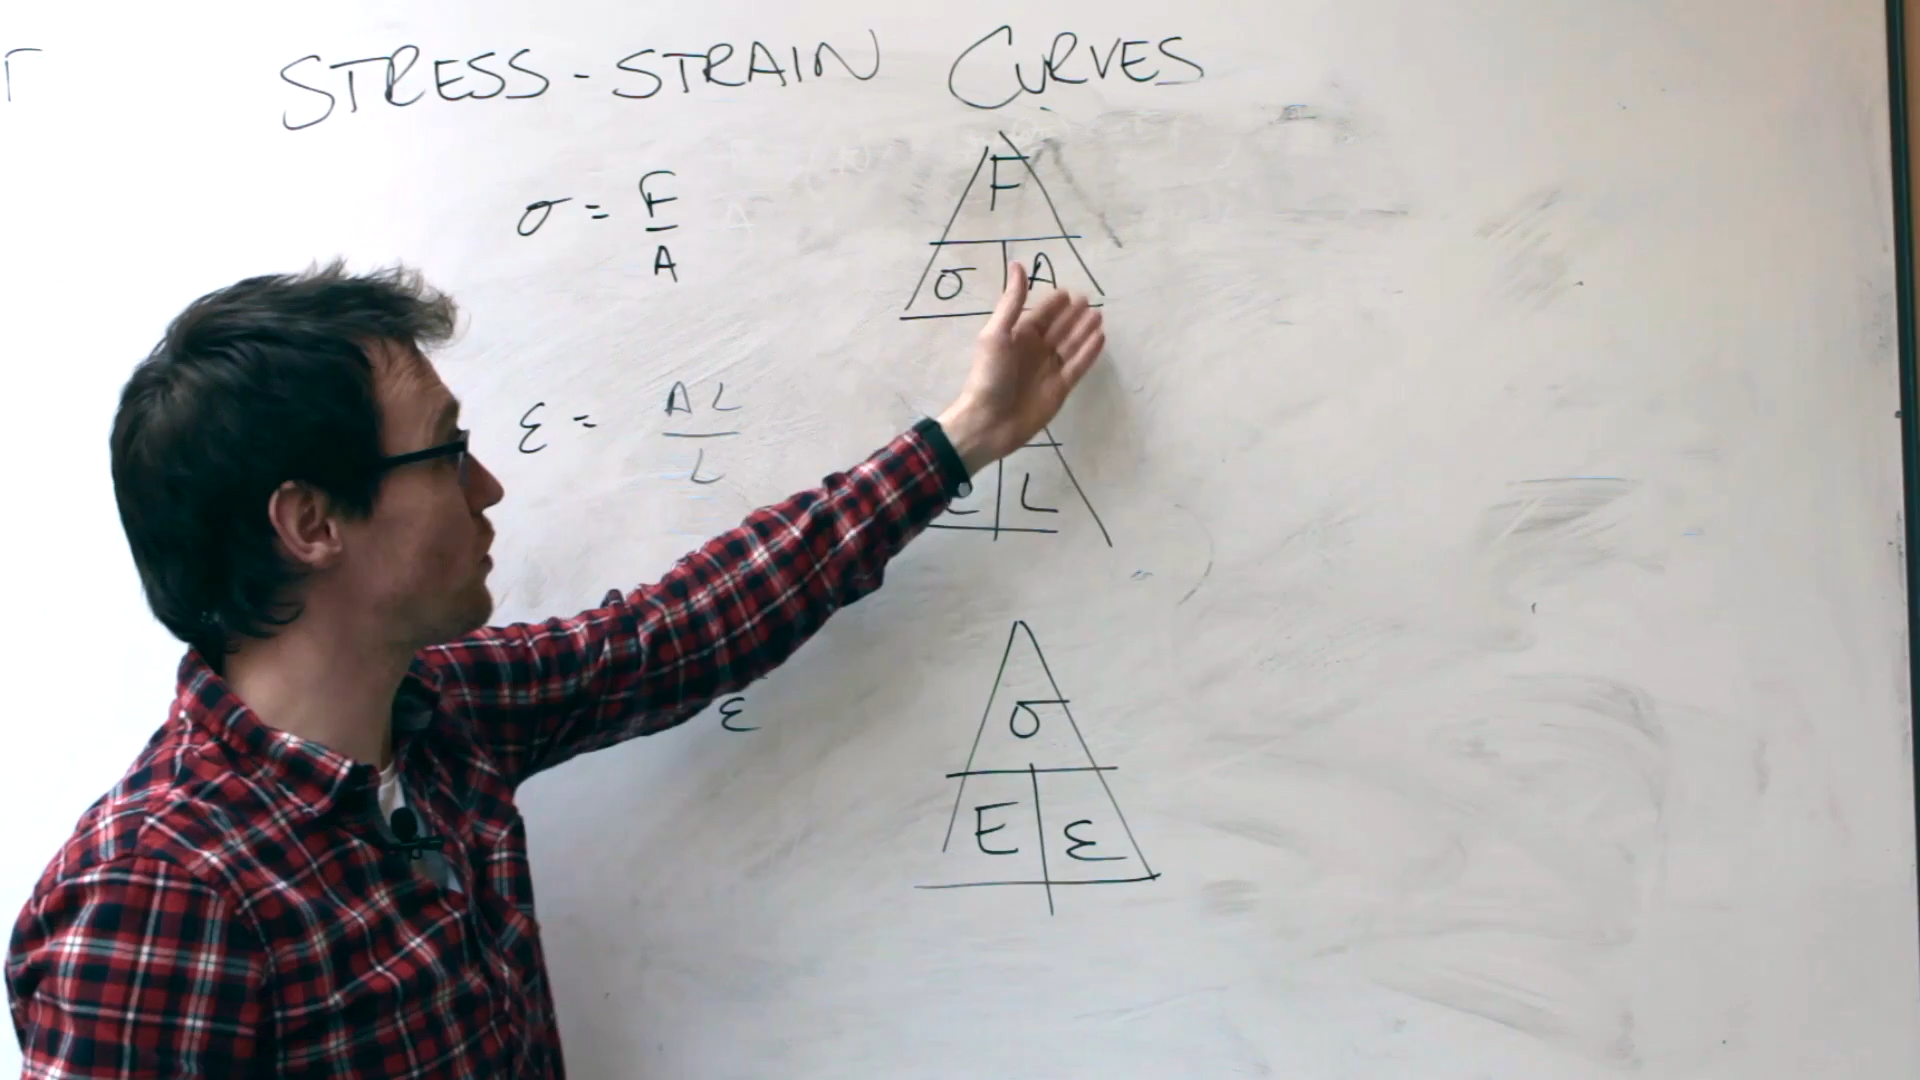 STRESS-STRAIN CURVES
σ = F
A
F
σ A
ε = ΔL
L
L
ε
σ
E ε